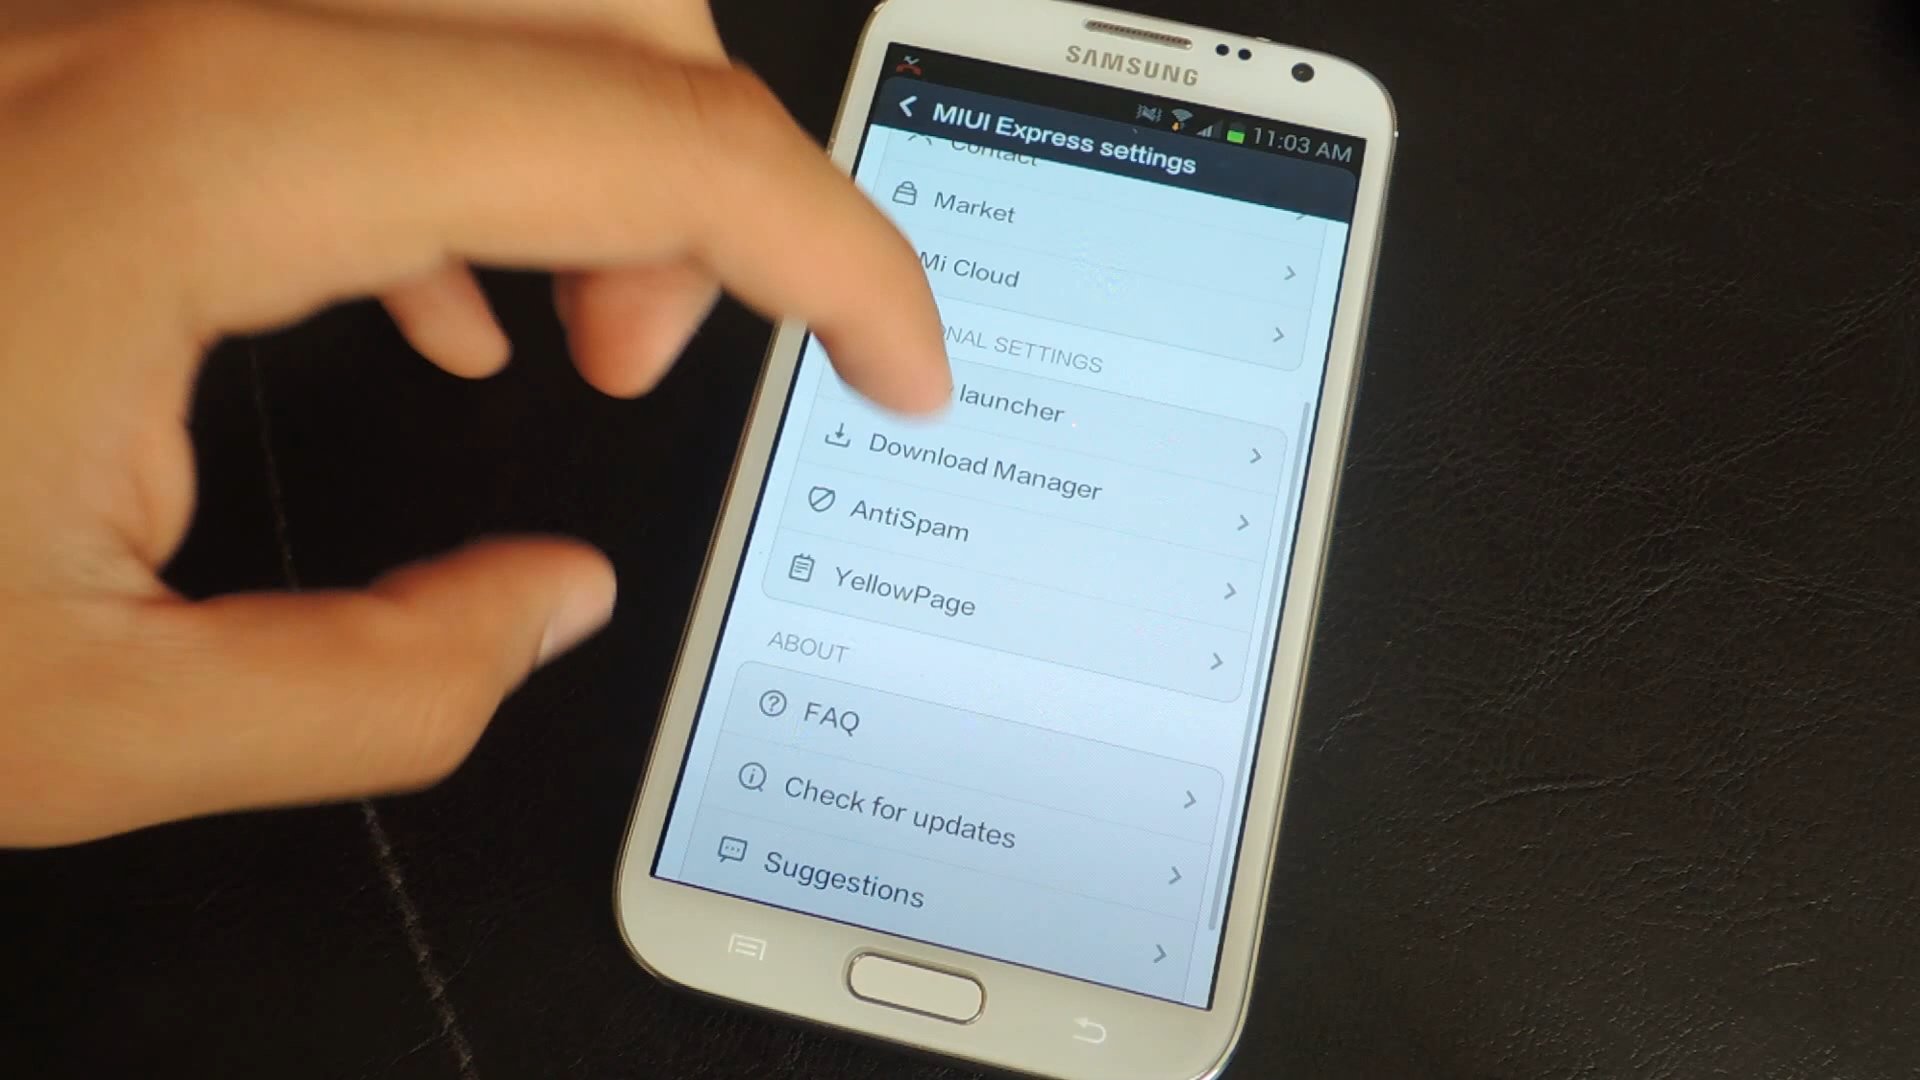 SAMSUNG
11:03 AM
MIUI Express settings
Contact
Market
Mi Cloud
SETTINGS
launcher
Download Manager
AntiSpam
YellowPage
ABOUT
FAQ
Check for updates
Suggestions